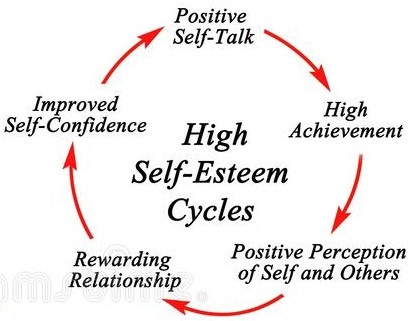 Positive
Self-Talk
High
Achievement
Positive Perception
of Self and Others
Rewarding
Relationship
Improved
Self-Confidence
High
Self-Esteem
Cycles